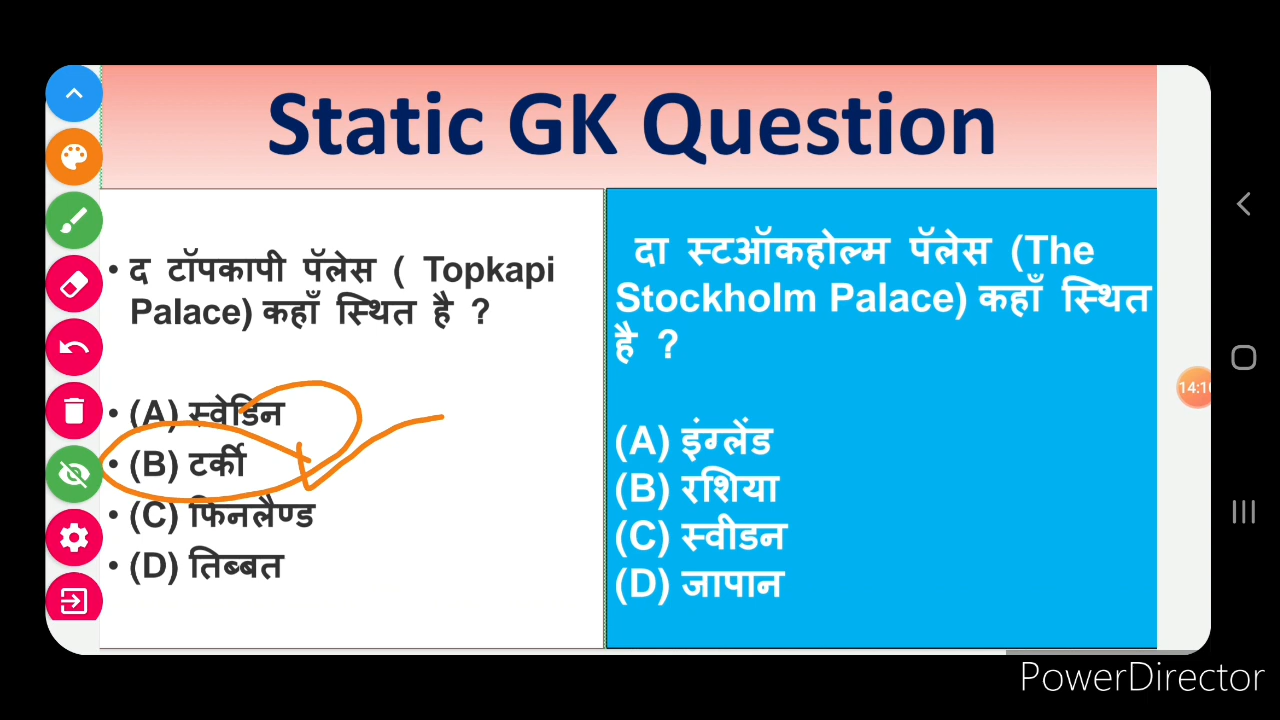 Static GK Question
• द टॉपकापी पॅलेस ( Topkapi
Palace) कहाँ स्थित है ?
• (A) स्वेडिन
• (B) टर्की
• (C) फिनलैण्ड
• (D) तिब्बत
दा स्टऑकहोल्म पॅलेस (The
Stockholm Palace) कहाँ स्थित
है ?
(A) इंग्लेंड
(B) रशिया
(C) स्वीडन
(D) जापान
PowerDirector